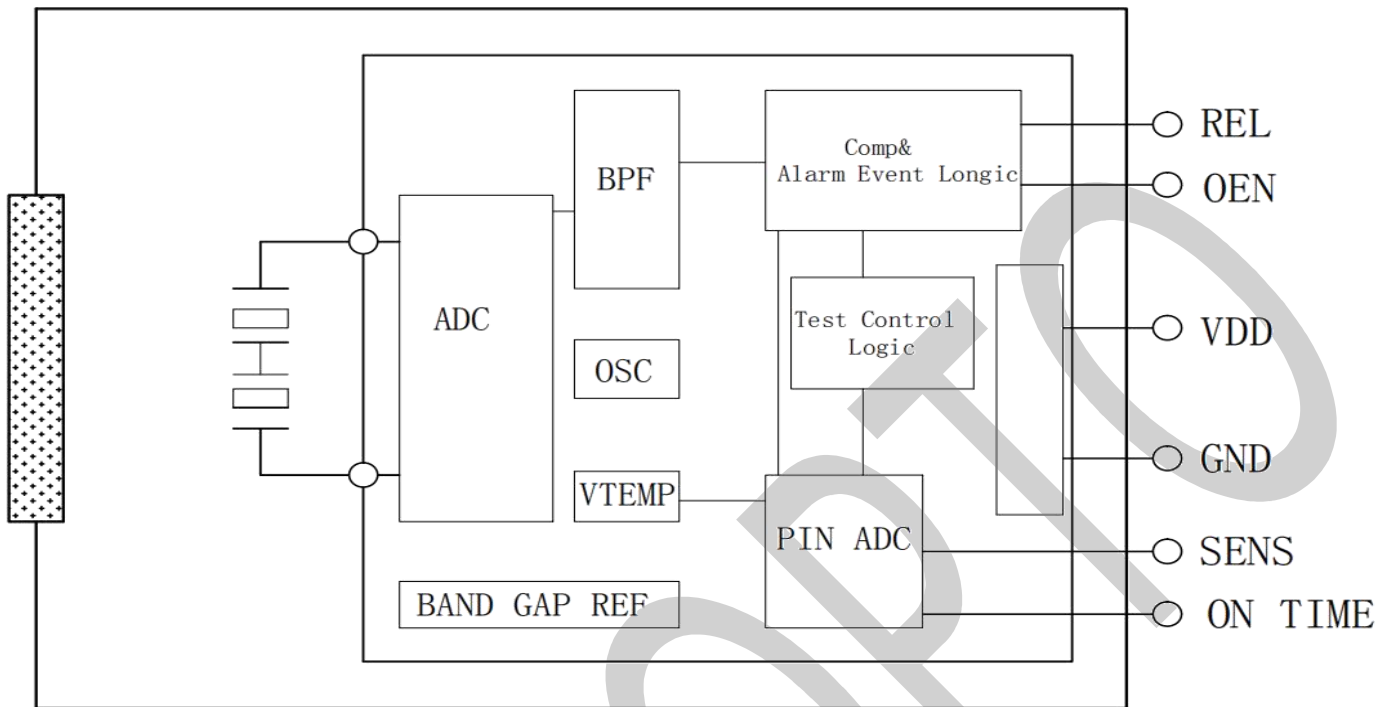 REL
Comp&
Alarm Event Longic
BPF
OEN
ADC
Test Control
Logic
VDD
OSC
GND
VTEMP
PIN ADC
SENS
BAND GAP REF
ON TIME
OPTO